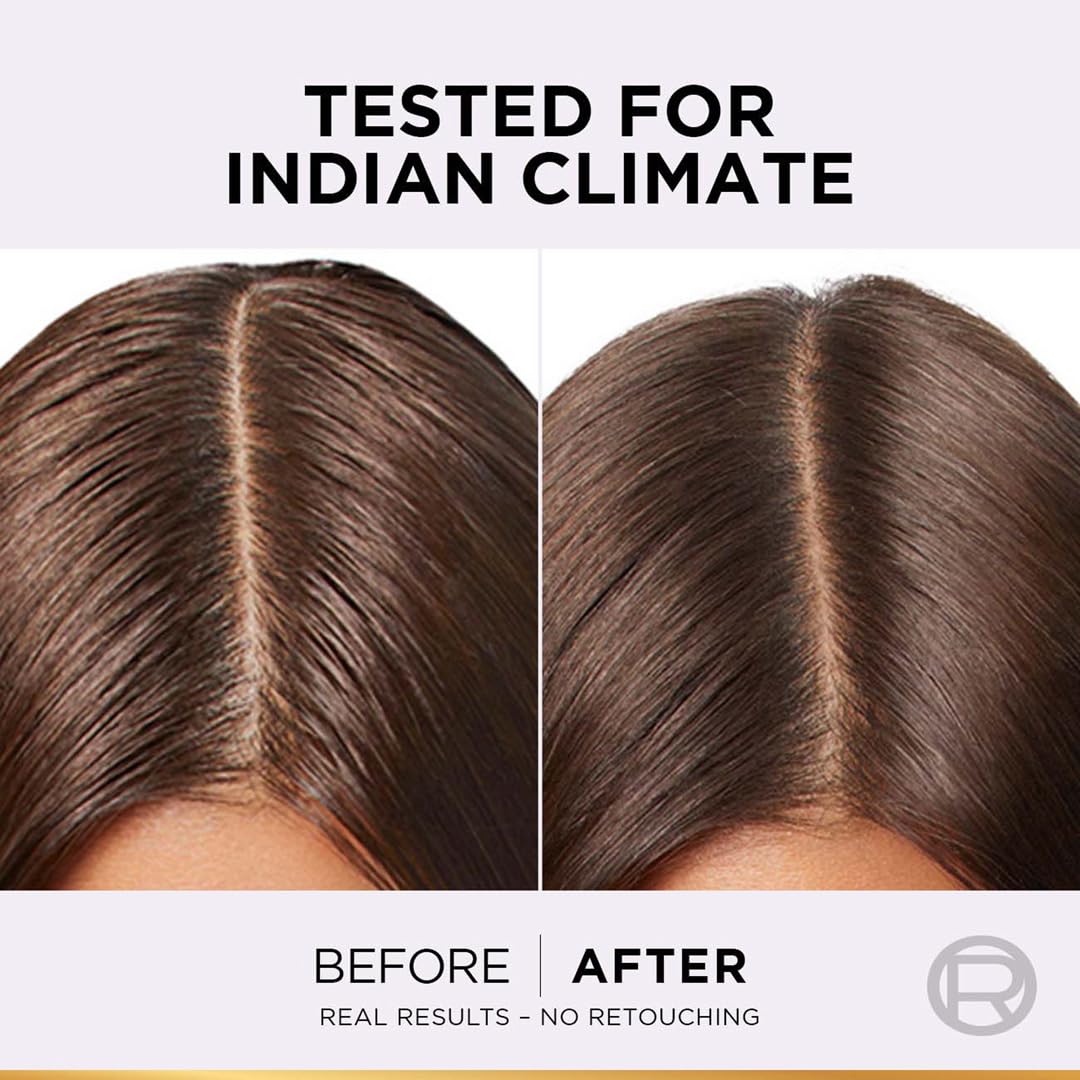 TESTED FOR
INDIAN CLIMATE
BEFORE | AFTER
REAL RESULTS – NO RETOUCHING
R